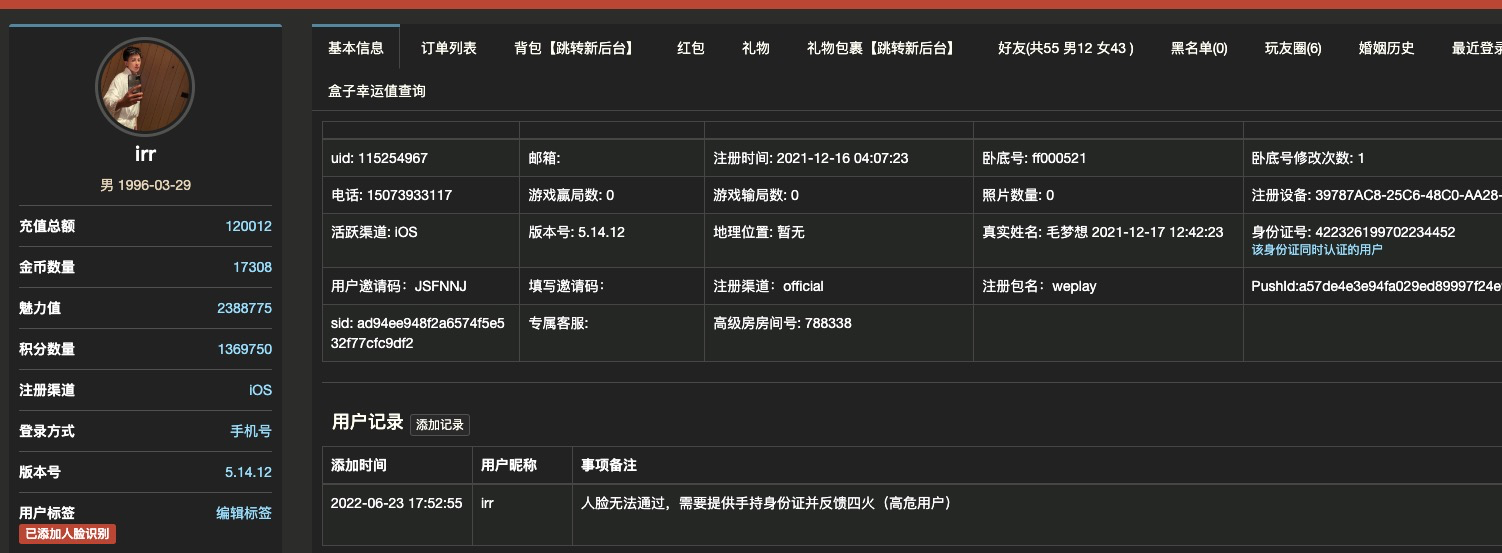 irr
男 1996-03-29
充值总额 120012
金币数量 17308
魅力值 2388775
积分数量 1369750
注册渠道 iOS
登录方式 手机号
版本号 5.14.12
用户标签 编辑标签
已添加人脸识别
基本信息 订单列表 背包【跳转新后台】 红包 礼物 礼物包裹【跳转新后台】 好友(共55 男12 女43 ) 黑名单(0) 玩友圈(6) 婚姻历史 最近登录
盒子幸运值查询
uid: 115254967 邮箱: 注册时间: 2021-12-16 04:07:23 卧底号: ff000521 卧底号修改次数: 1
电话: 15073933117 游戏赢局数: 0 游戏输局数: 0 照片数量: 0 注册设备: 39787AC8-25C6-48C0-AA28-
活跃渠道: iOS 版本号: 5.14.12 地理位置: 暂无 真实姓名: 毛梦想 2021-12-17 12:42:23 身份证号: 422326199702234452
该身份证同时认证的用户
用户邀请码：JSFNNJ 填写邀请码： 注册渠道：official 注册包名：weplay PushId:a57de4e3e94fa029ed89997f24e
sid: ad94ee948f2a6574f5e5 专属客服: 高级房房间号: 788338
32f77cfc9df2
用户记录 添加记录
添加时间 用户昵称 事项备注
2022-06-23 17:52:55 irr 人脸无法通过，需要提供手持身份证并反馈四火（高危用户）